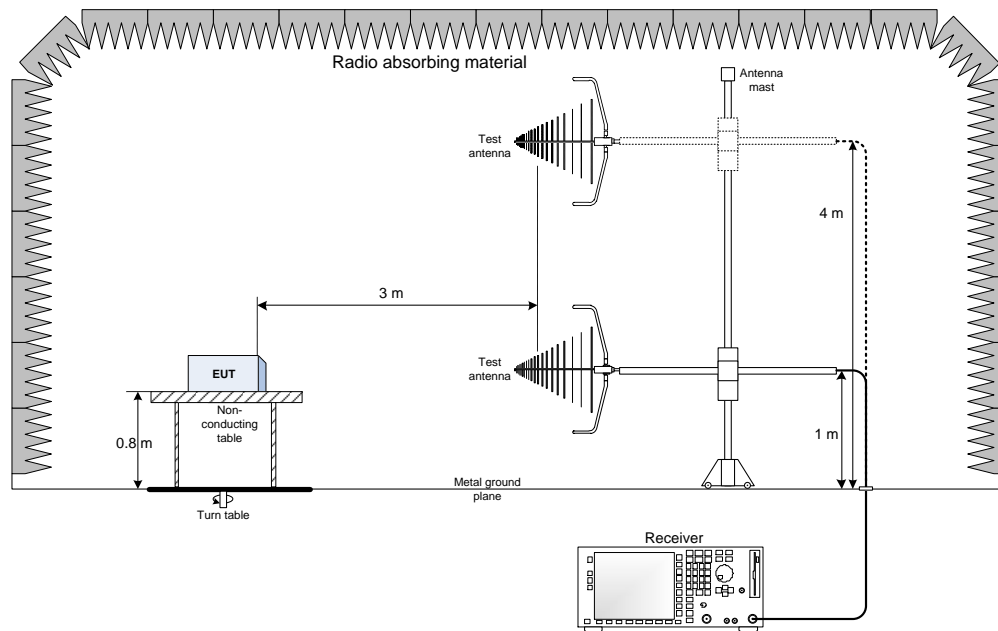 Radio absorbing material
Antenna
mast
Test
antenna
4 m
3 m
Test
antenna
EUT
Non-
conducting
table
0.8 m
1 m
Metal ground
plane
Turn table
Receiver